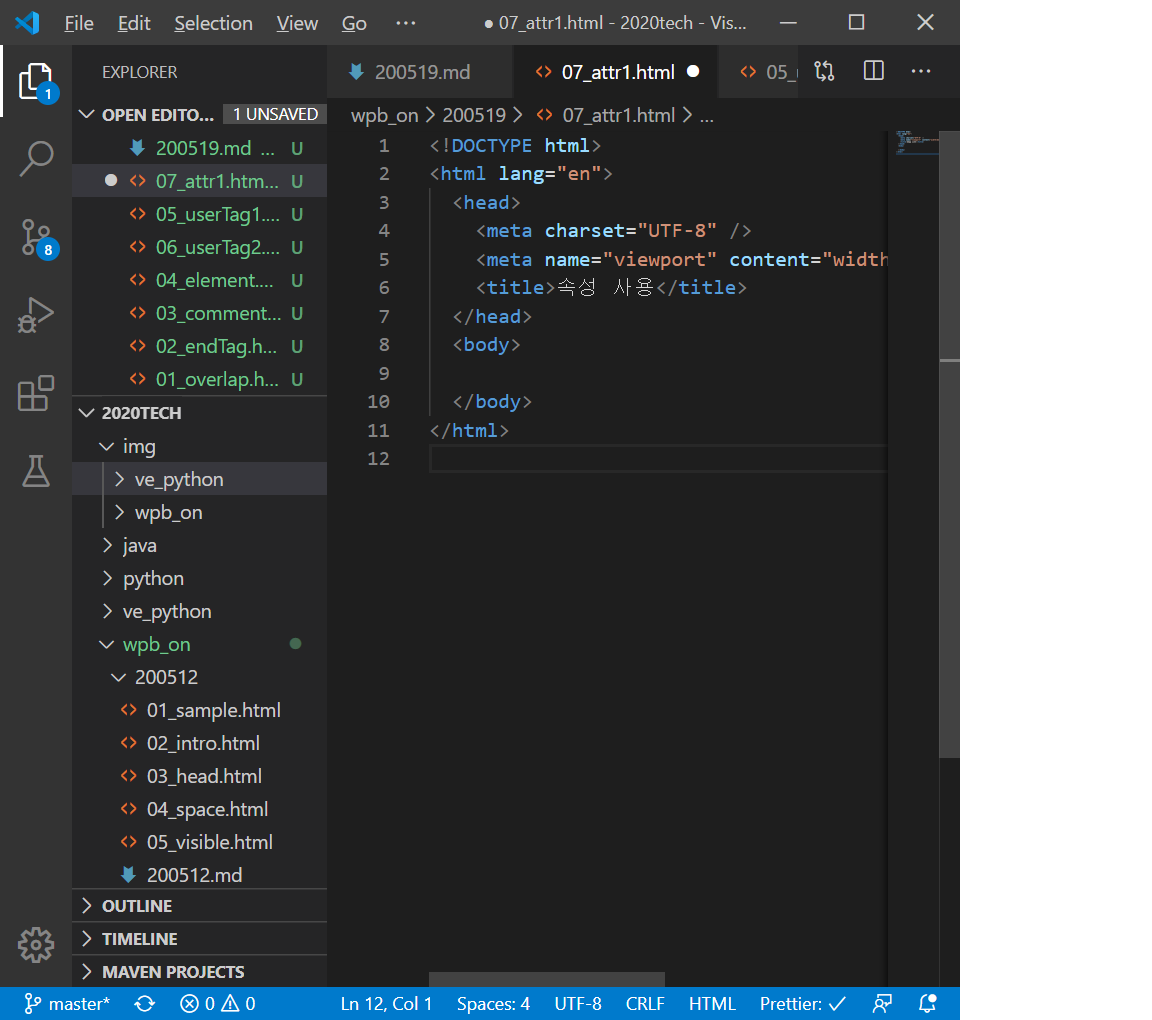 File Edit Selection View Go ··· ● 07_attr1.html - 2020tech - Vis...
EXPLORER
OPEN EDITO... 1 UNSAVED
200519.md ... U
07_attr1.htm... U
05_userTag1.... U
06_userTag2.... U
04_element.... U
03_comment... U
02_endTag.h... U
01_overlap.h... U
2020TECH
img
ve_python
wpb_on
java
python
ve_python
wpb_on
200512
01_sample.html
02_intro.html
03_head.html
04_space.html
05_visible.html
200512.md
OUTLINE
TIMELINE
MAVEN PROJECTS
1
8
200519.md 07_attr1.html ● 05_
wpb_on > 200519 > 07_attr1.html > ...
1 <!DOCTYPE html>
2 <html lang="en">
3 <head>
4 <meta charset="UTF-8" />
5 <meta name="viewport" content="width
6 <title>속성 사용</title>
7 </head>
8 <body>
9
10 </body>
11 </html>
12
master* 0 0 Ln 12, Col 1 Spaces: 4 UTF-8 CRLF HTML Prettier: ✓